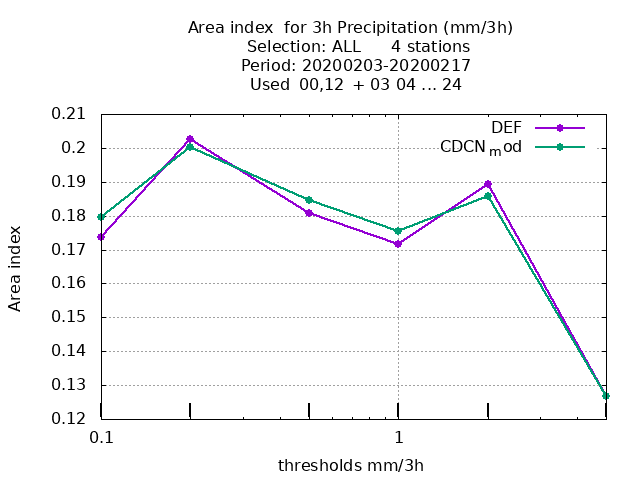 Area index  for 3h Precipitation (mm/3h)
Selection: ALL      4 stations
Period: 20200203-20200217
Used  00,12  + 03 04 ... 24
0.21
0.2
0.19
0.18
0.17
0.16
0.15
0.14
0.13
0.12
0.1
1
Area index
thresholds mm/3h
DEF
CDCN_mod